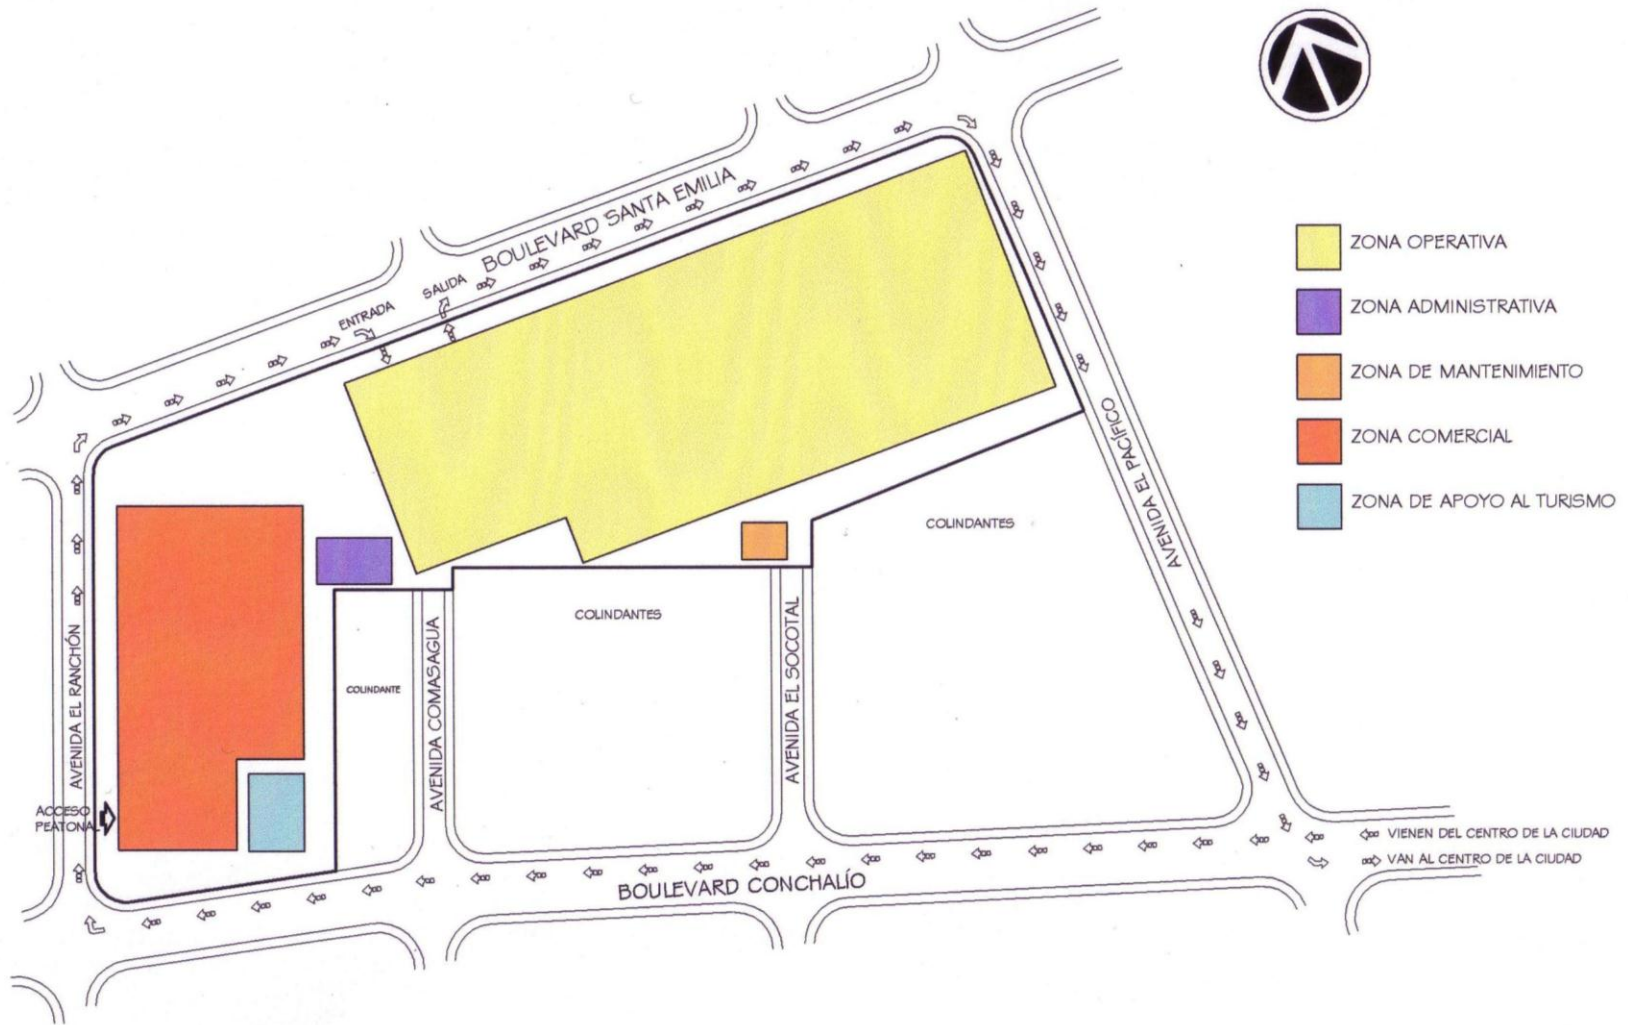 BOULEVARD SANTA EMILIA
SALIDA
ENTRADA
ZONA OPERATIVA
ZONA ADMINISTRATIVA
ZONA DE MANTENIMIENTO
ZONA COMERCIAL
ZONA DE APOYO AL TURISMO
AVENIDA EL PACÍFICO
COLINDANTES
COLINDANTES
COLINDANTE
AVENIDA EL RANCHÓN
AVENIDA COMASAGUA
AVENIDA EL SOCOTAL
ACCESO
PEATONAL
VIENEN DEL CENTRO DE LA CIUDAD
VAN AL CENTRO DE LA CIUDAD
BOULEVARD CONCHALÍO